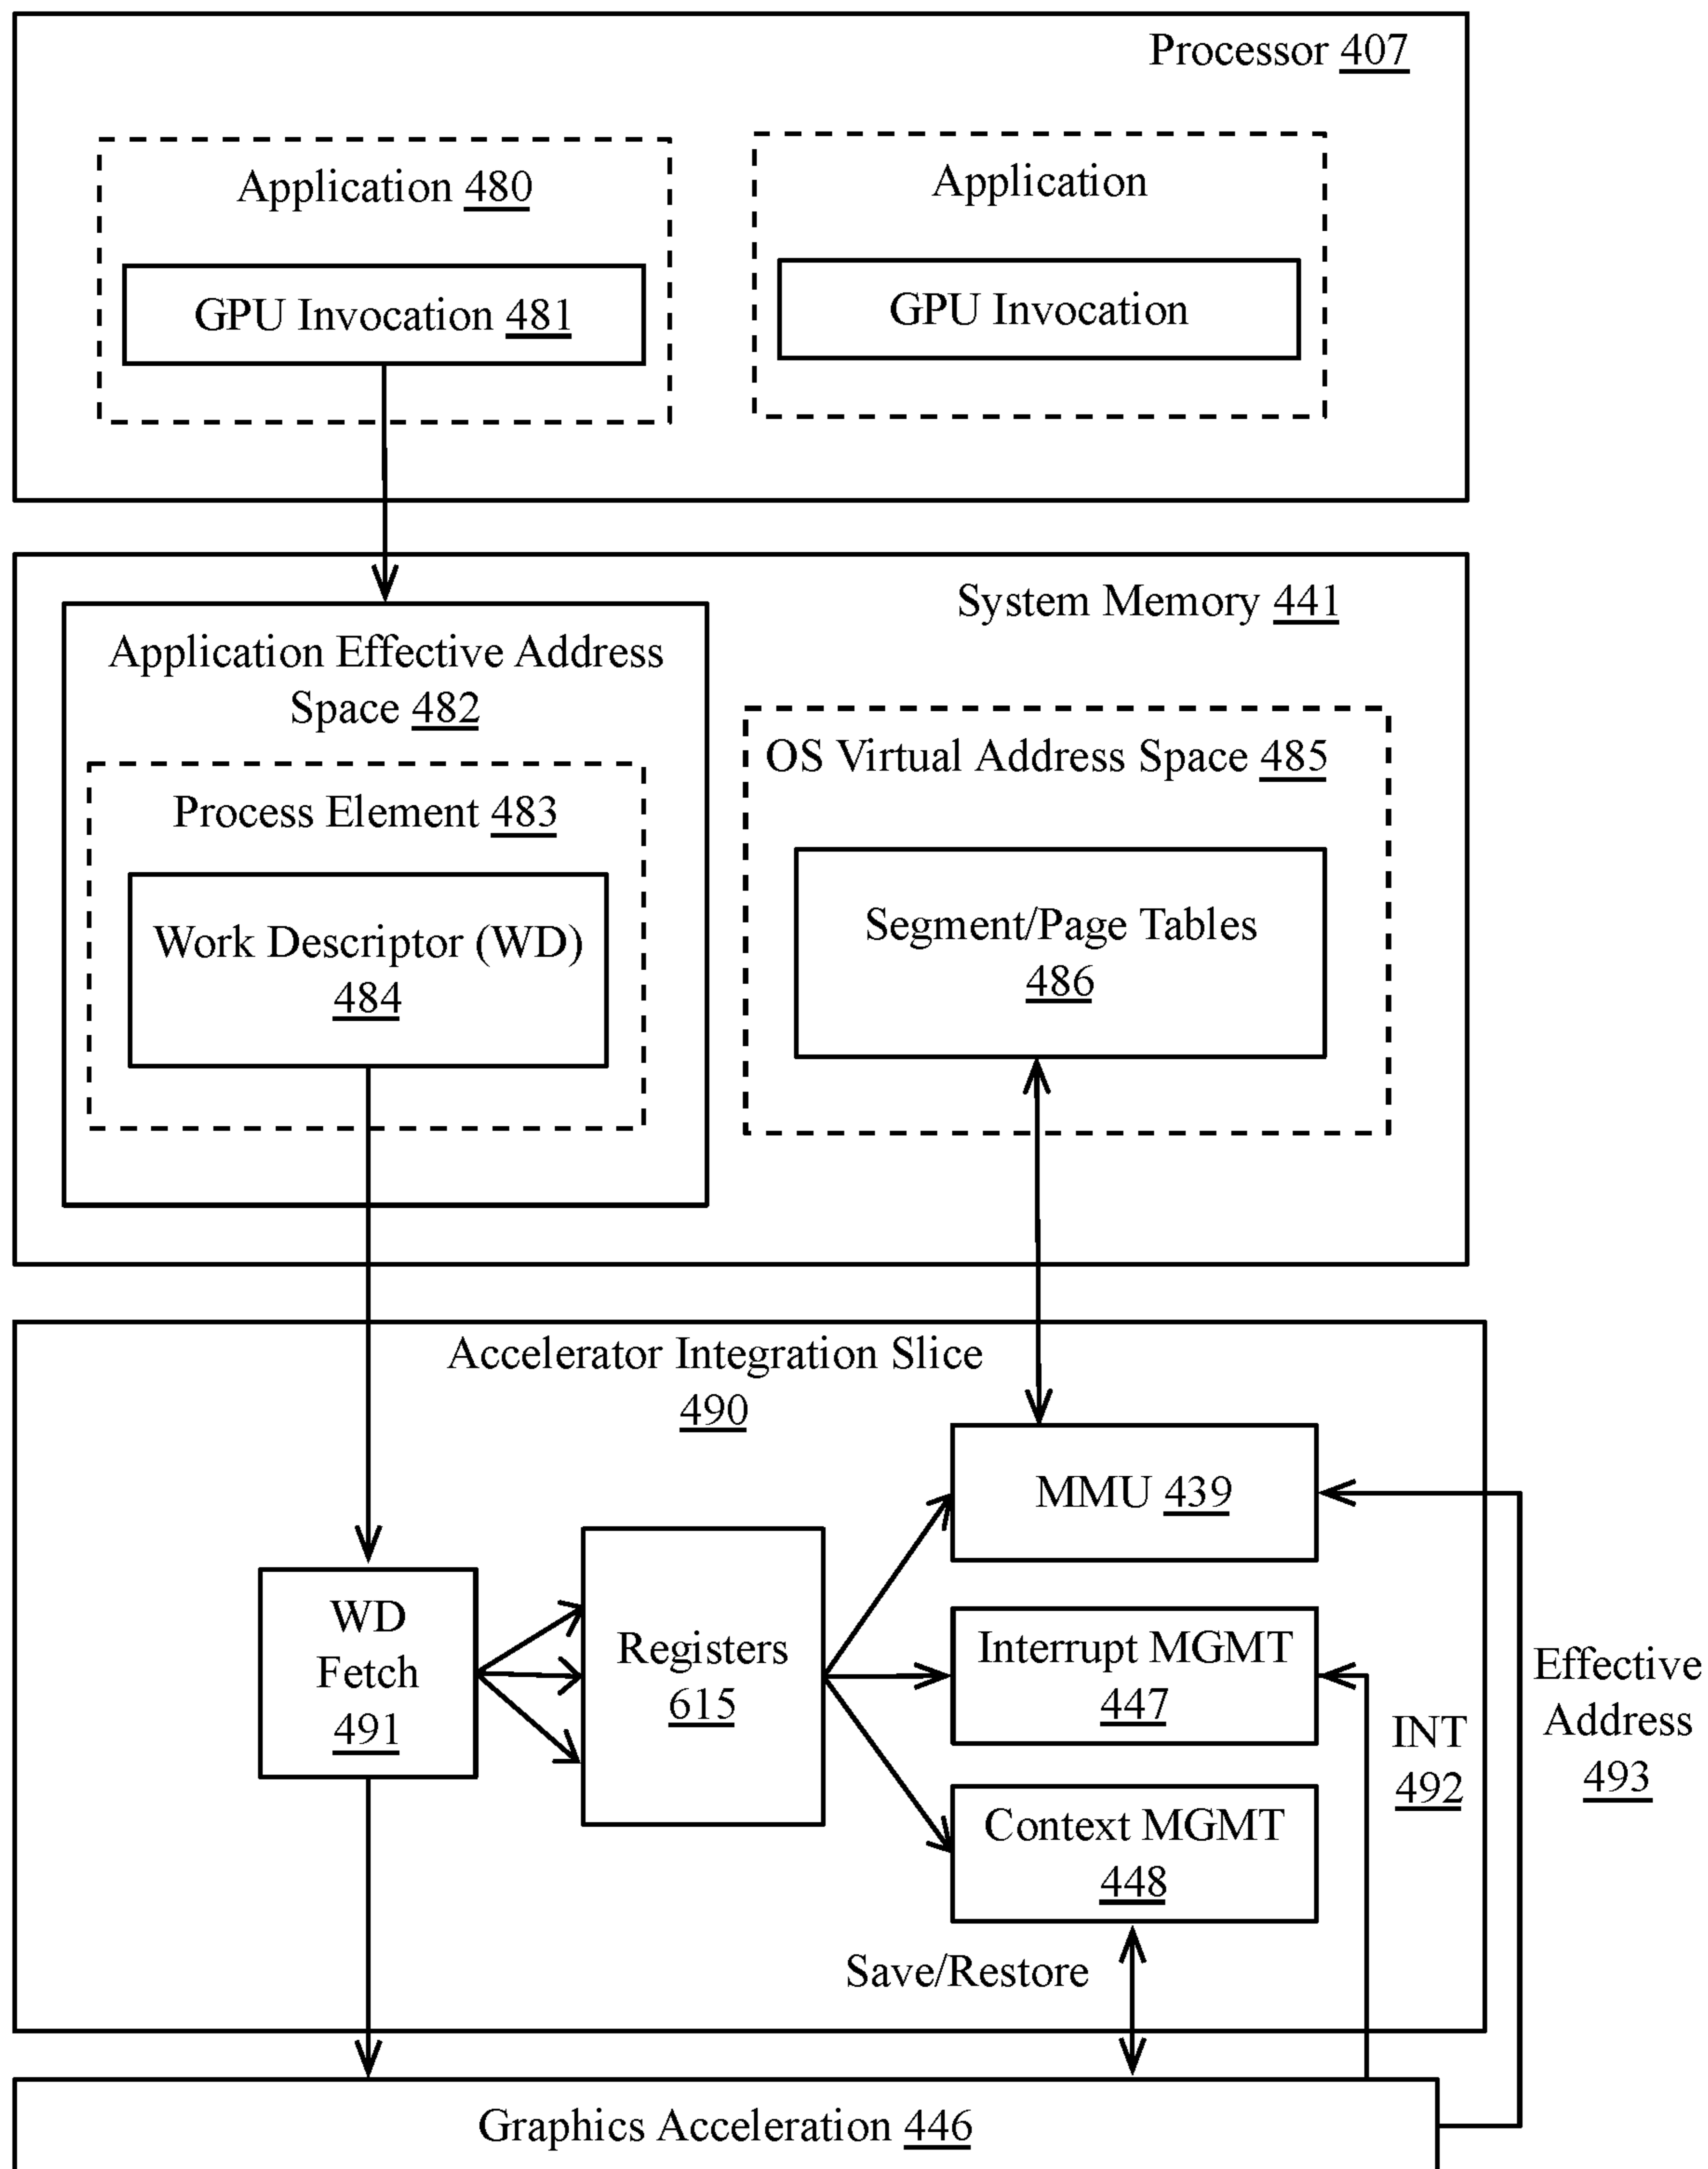 Processor 407
Application 480
Application
GPU Invocation 481
GPU Invocation
System Memory 441
Application Effective Address
Space 482
OS Virtual Address Space 485
Process Element 483
Work Descriptor (WD)
484
Segment/Page Tables
486
Accelerator Integration Slice
490
MMU 439
WD
Fetch
491
Registers
615
Interrupt MGMT
447
Effective
Address
493
INT
492
Context MGMT
448
Save/Restore
Graphics Acceleration 446